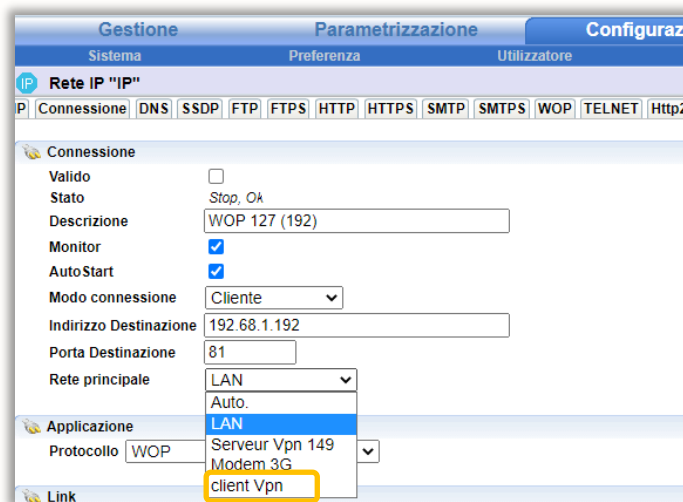 Gestione Parametrizzazione Configuraz
Sistema Preferenza Utilizzatore
IP Rete IP "IP"
IP Connessione DNS SSDP FTP FTPS HTTP HTTPS SMTP SMTPS WOP TELNET Http2
Connessione
Valido
Stato Stop, Ok
Descrizione WOP 127 (192)
Monitor
AutoStart
Modo connessione Cliente
Indirizzo Destinazione 192.68.1.192
Porta Destinazione 81
Rete principale LAN
Auto.
LAN
Serveur Vpn 149
Modem 3G
client Vpn
Applicazione
Protocollo WOP
Link